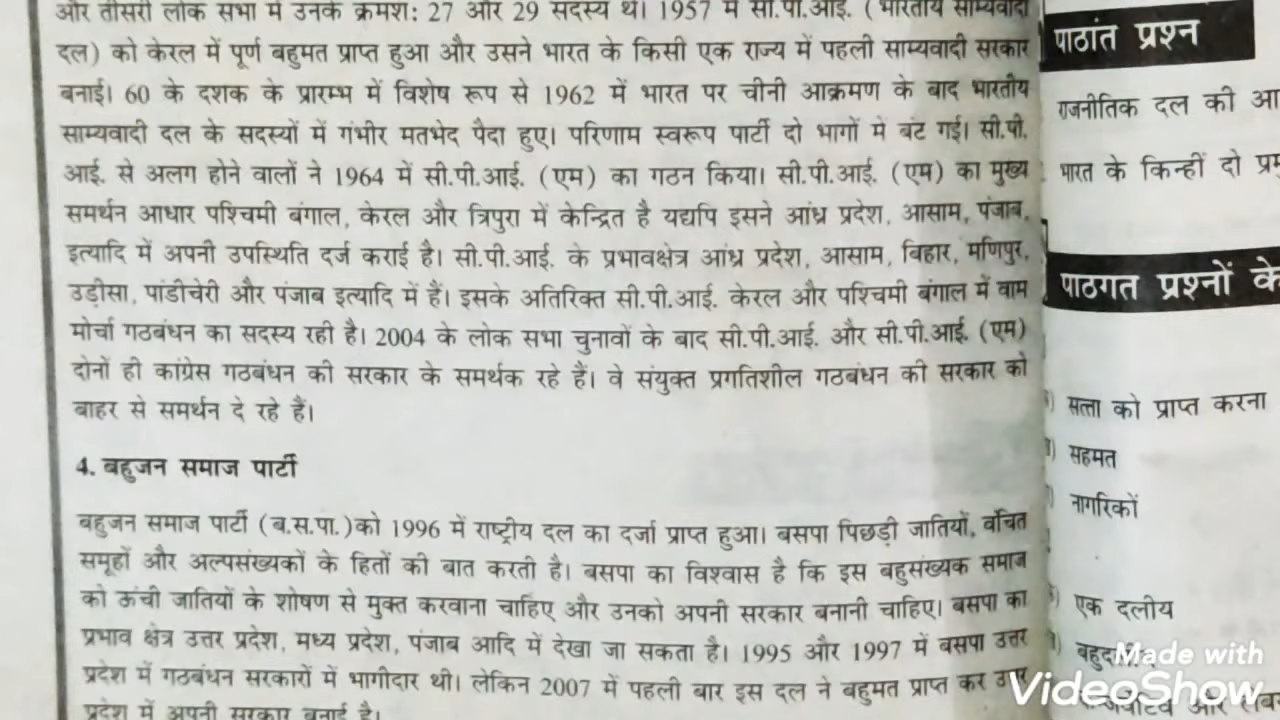 और तीसरी लोक सभा में उनके क्रमश: 27 और 29 सदस्य थे। 1957 में सी.पी.आई. (भारतीय साम्यवादी
दल) को केरल में पूर्ण बहुमत प्राप्त हुआ और उसने भारत के किसी एक राज्य में पहली साम्यवादी सरकार
बनाई। 60 के दशक के प्रारम्भ में विशेष रूप से 1962 में भारत पर चीनी आक्रमण के बाद भारतीय
साम्यवादी दल के सदस्यों में गंभीर मतभेद पैदा हुए। परिणाम स्वरूप पार्टी दो भागों में बंट गई। सी.पी.
आई. से अलग होने वालों ने 1964 में सी.पी.आई. (एम) का गठन किया। सी.पी.आई. (एम) का मुख्य
समर्थन आधार पश्चिमी बंगाल, केरल और त्रिपुरा में केन्द्रित है यद्यपि इसने आंध्र प्रदेश, आसाम, पंजाब,
इत्यादि में अपनी उपस्थिति दर्ज कराई है। सी.पी.आई. के प्रभावक्षेत्र आंध्र प्रदेश, आसाम, बिहार, मणिपुर,
उड़ीसा, पांडीचेरी और पंजाब इत्यादि में हैं। इसके अतिरिक्त सी.पी.आई. केरल और पश्चिमी बंगाल में वाम
मोर्चा गठबंधन का सदस्य रही है। 2004 के लोक सभा चुनावों के बाद सी.पी.आई. और सी.पी.आई. (एम)
दोनों ही कांग्रेस गठबंधन की सरकार के समर्थक रहे हैं। वे संयुक्त प्रगतिशील गठबंधन की सरकार को
बाहर से समर्थन दे रहे हैं।
4. बहुजन समाज पार्टी
बहुजन समाज पार्टी (ब.स.पा.)को 1996 में राष्ट्रीय दल का दर्जा प्राप्त हुआ। बसपा पिछड़ी जातियों, वंचित
समूहों और अल्पसंख्यकों के हितों की बात करती है। बसपा का विश्वास है कि इस बहुसंख्यक समाज
को ऊंची जातियों के शोषण से मुक्त करवाना चाहिए और उनको अपनी सरकार बनानी चाहिए। बसपा का
प्रभाव क्षेत्र उत्तर प्रदेश, मध्य प्रदेश, पंजाब आदि में देखा जा सकता है। 1995 और 1997 में बसपा उत्तर
प्रदेश में गठबंधन सरकारों में भागीदार थी। लेकिन 2007 में पहली बार इस दल ने बहुमत प्राप्त कर उत्तर
प्रदेश में अपनी सरकार बनाई है।
पाठांत प्रश्न
राजनीतिक दल की
भारत के किन्हीं दो
पाठगत प्रश्नों के
सत्ता को प्राप्त करना
सहमत
नागरिकों
एक दलीय
Made with
VideoShow
और